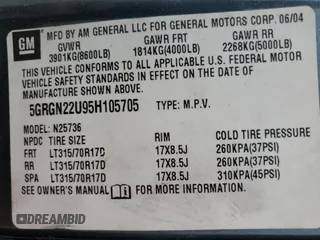 GM
MFD BY AM GENERAL LLC FOR GENERAL MOTORS CORP. 06/04
GVWR GAWR FRT GAWR RR
3901KG(8600LB) 1814KG(4000LB) 2268KG(5000LB)
THIS VEHICLE CONFORMS TO ALL APPLICABLE U.S. FEDERAL MOTOR
VEHICLE SAFETY STANDARDS IN EFFECT ON THE DATE OF
MANUFACTURE SHOWN ABOVE.
5GRGN22U95H105705 TYPE: M.P.V.
MODEL: N25736
NPDC TIRE SIZE RIM COLD TIRE PRESSURE
FRT LT315/70R17D 17X8.5J 260KPA(37PSI)
RR LT315/70R17D 17X8.5J 260KPA(37PSI)
SPA LT315/70R17D 17X8.5J 310KPA(45PSI)
SEE OWNER'S MANUAL FOR MORE INFORMATION.
DREAMBID